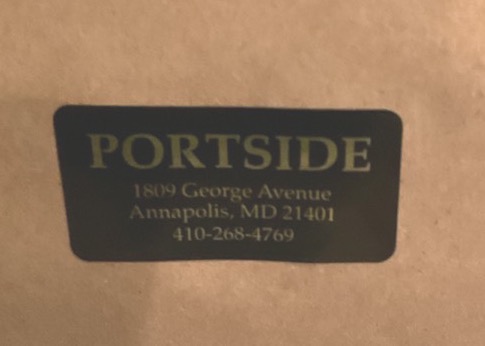 PORTSIDE
1809 George Avenue
Annapolis, MD 21401
410-268-4769